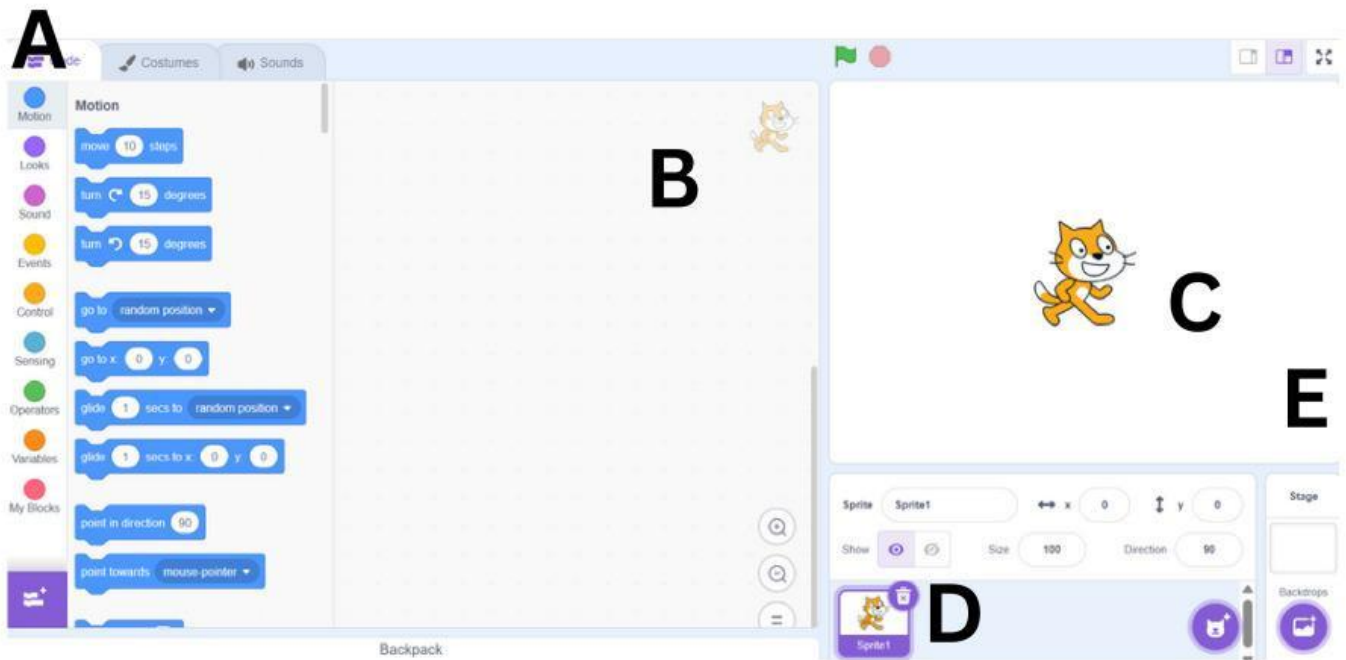 A
Code Costumes Sounds
Motion
Looks
Sound
Events
Control
Sensing
Operators
Variables
My Blocks
Motion
move 10 steps
turn 15 degrees
turn 15 degrees
go to random position
go to x: 0 y: 0
glide 1 secs to random position
glide 1 secs to x: 0 y: 0
point in direction 90
point towards mouse-pointer
B
Backpack
C
E
Sprite Sprite1 x 0 y 0
Show Size 100 Direction 90
Sprite1
D
Stage
Backdrops